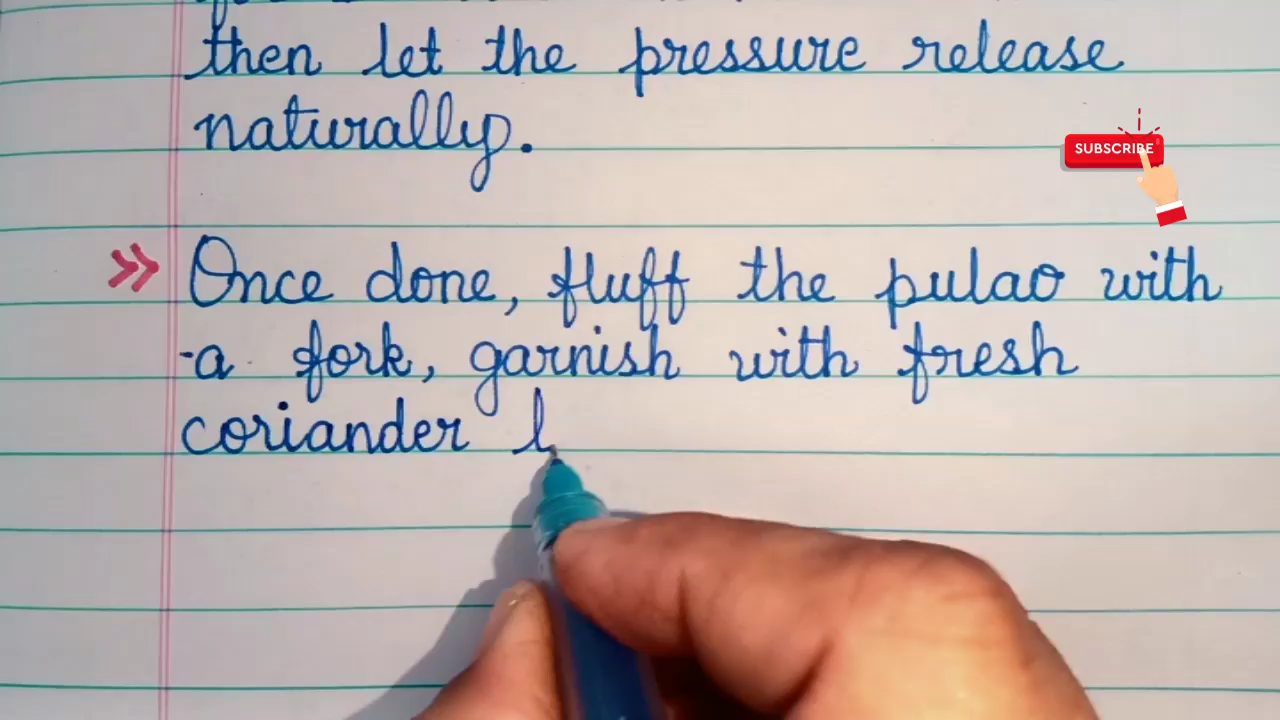 then let the pressure release
naturally.
SUBSCRIBE
>> Once done, fluff the pulao with
a fork, garnish with fresh
coriander l